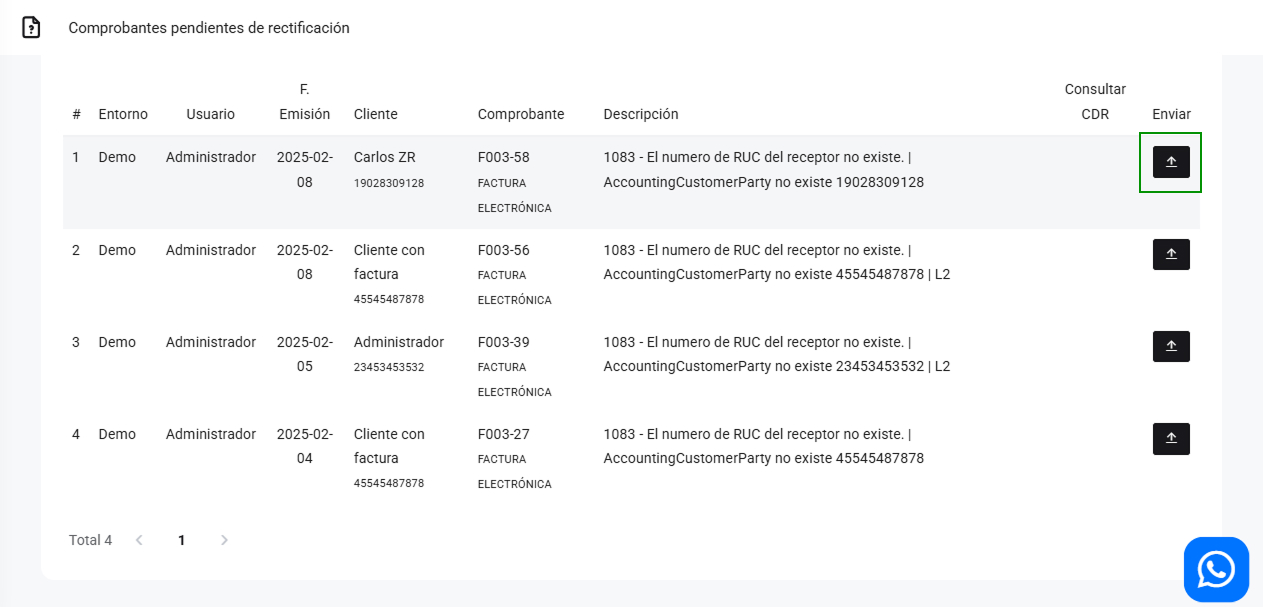 Comprobantes pendientes de rectificación
# Entorno Usuario F. Emisión Cliente Comprobante Descripción Consultar CDR Enviar
1 Demo Administrador 2025-02- Carlos ZR F003-58 1083 - El numero de RUC del receptor no existe. |
08 19028309128 FACTURA AccountingCustomerParty no existe 19028309128
ELECTRÓNICA
2 Demo Administrador 2025-02- Cliente con F003-56 1083 - El numero de RUC del receptor no existe. |
08 factura FACTURA AccountingCustomerParty no existe 45545487878 | L2
45545487878 ELECTRÓNICA
3 Demo Administrador 2025-02- Administrador F003-39 1083 - El numero de RUC del receptor no existe. |
05 23453453532 FACTURA AccountingCustomerParty no existe 23453453532 | L2
ELECTRÓNICA
4 Demo Administrador 2025-02- Cliente con F003-27 1083 - El numero de RUC del receptor no existe. |
04 factura FACTURA AccountingCustomerParty no existe 45545487878
45545487878 ELECTRÓNICA
Total 4 1